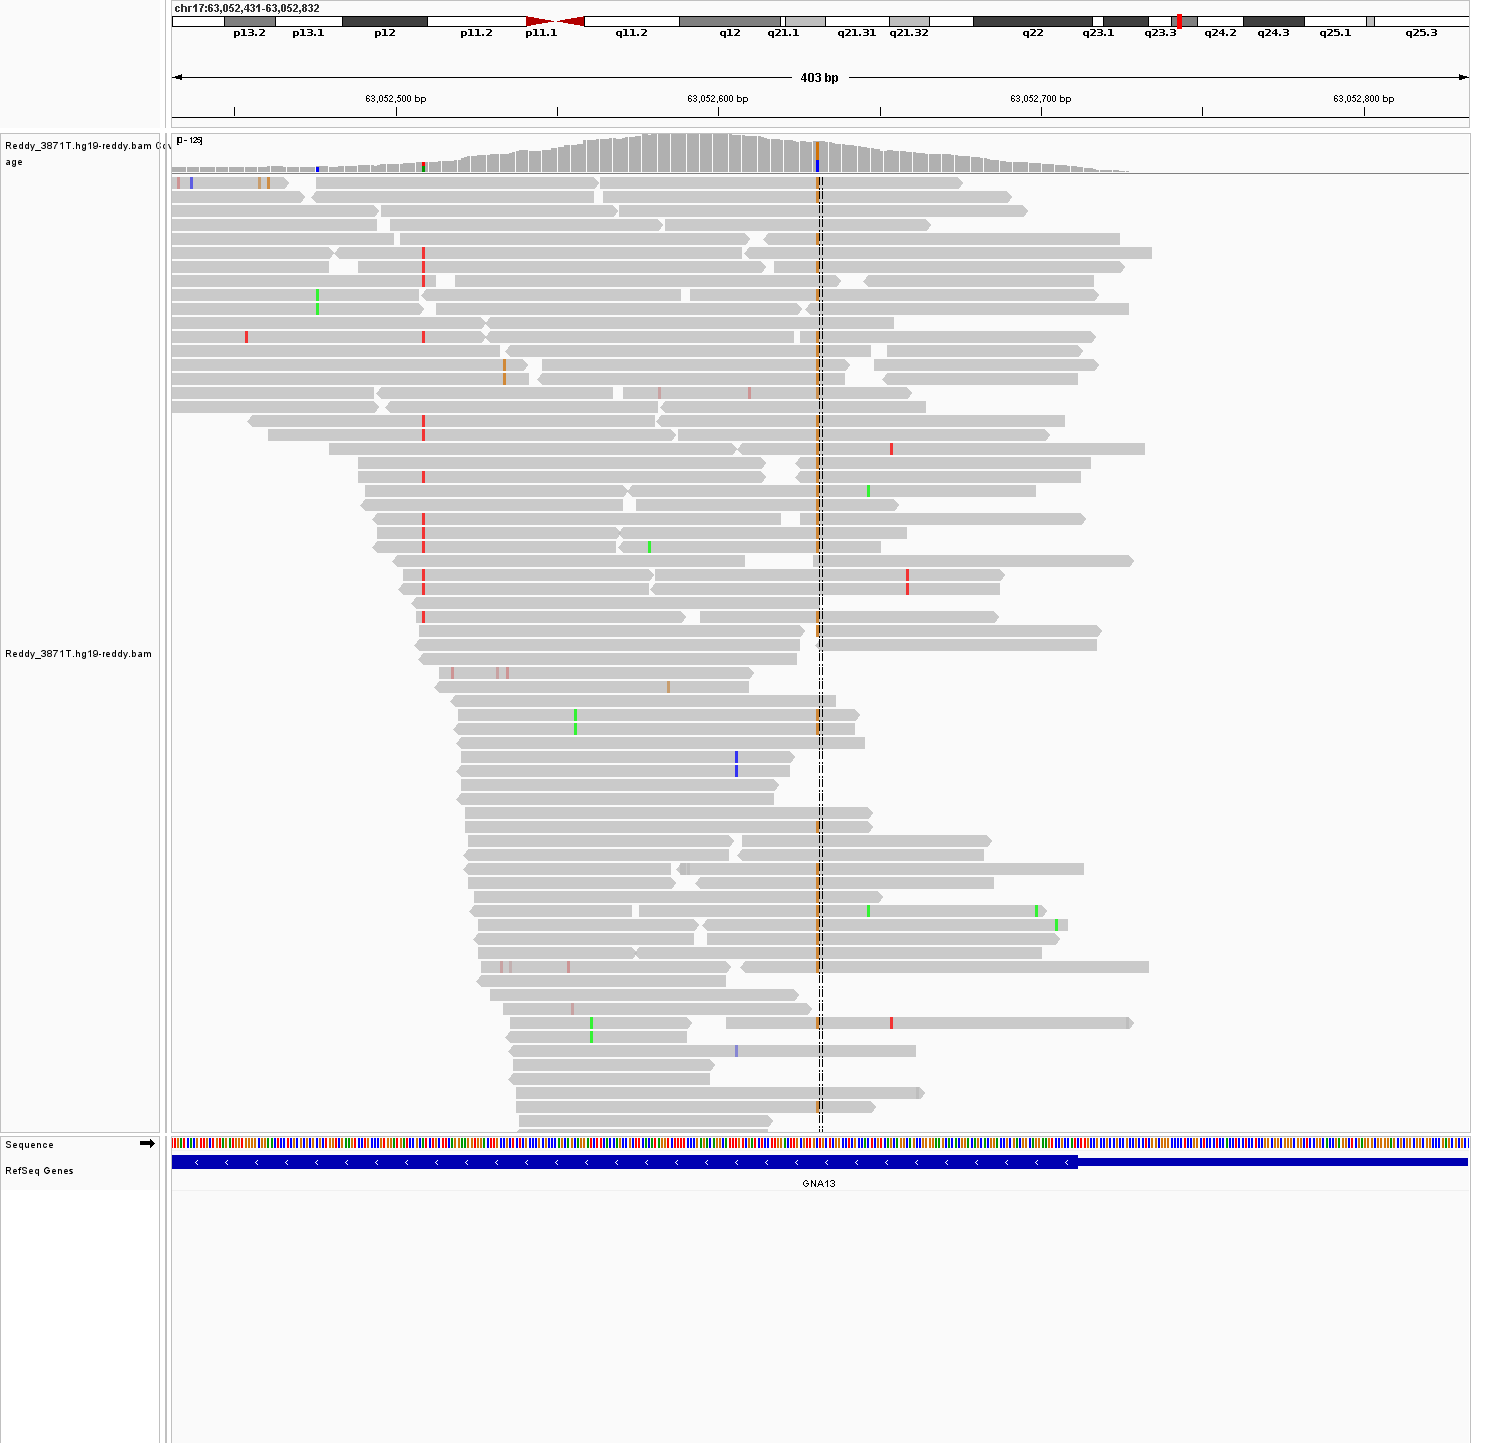 chr17:63,052,431-63,052,832
p13.2 p13.1 p12 p11.2 p11.1 q11.2 q12 q21.1 q21.31 q21.32 q22 q23.1 q23.3 q24.2 q24.3 q25.1 q25.3
403 bp
63,052,500 bp 63,052,600 bp 63,052,700 bp 63,052,800 bp
Reddy_3871T.hg19-reddy.bam Cov
age
[0 - 125]
Reddy_3871T.hg19-reddy.bam
Sequence
RefSeq Genes
GNA13